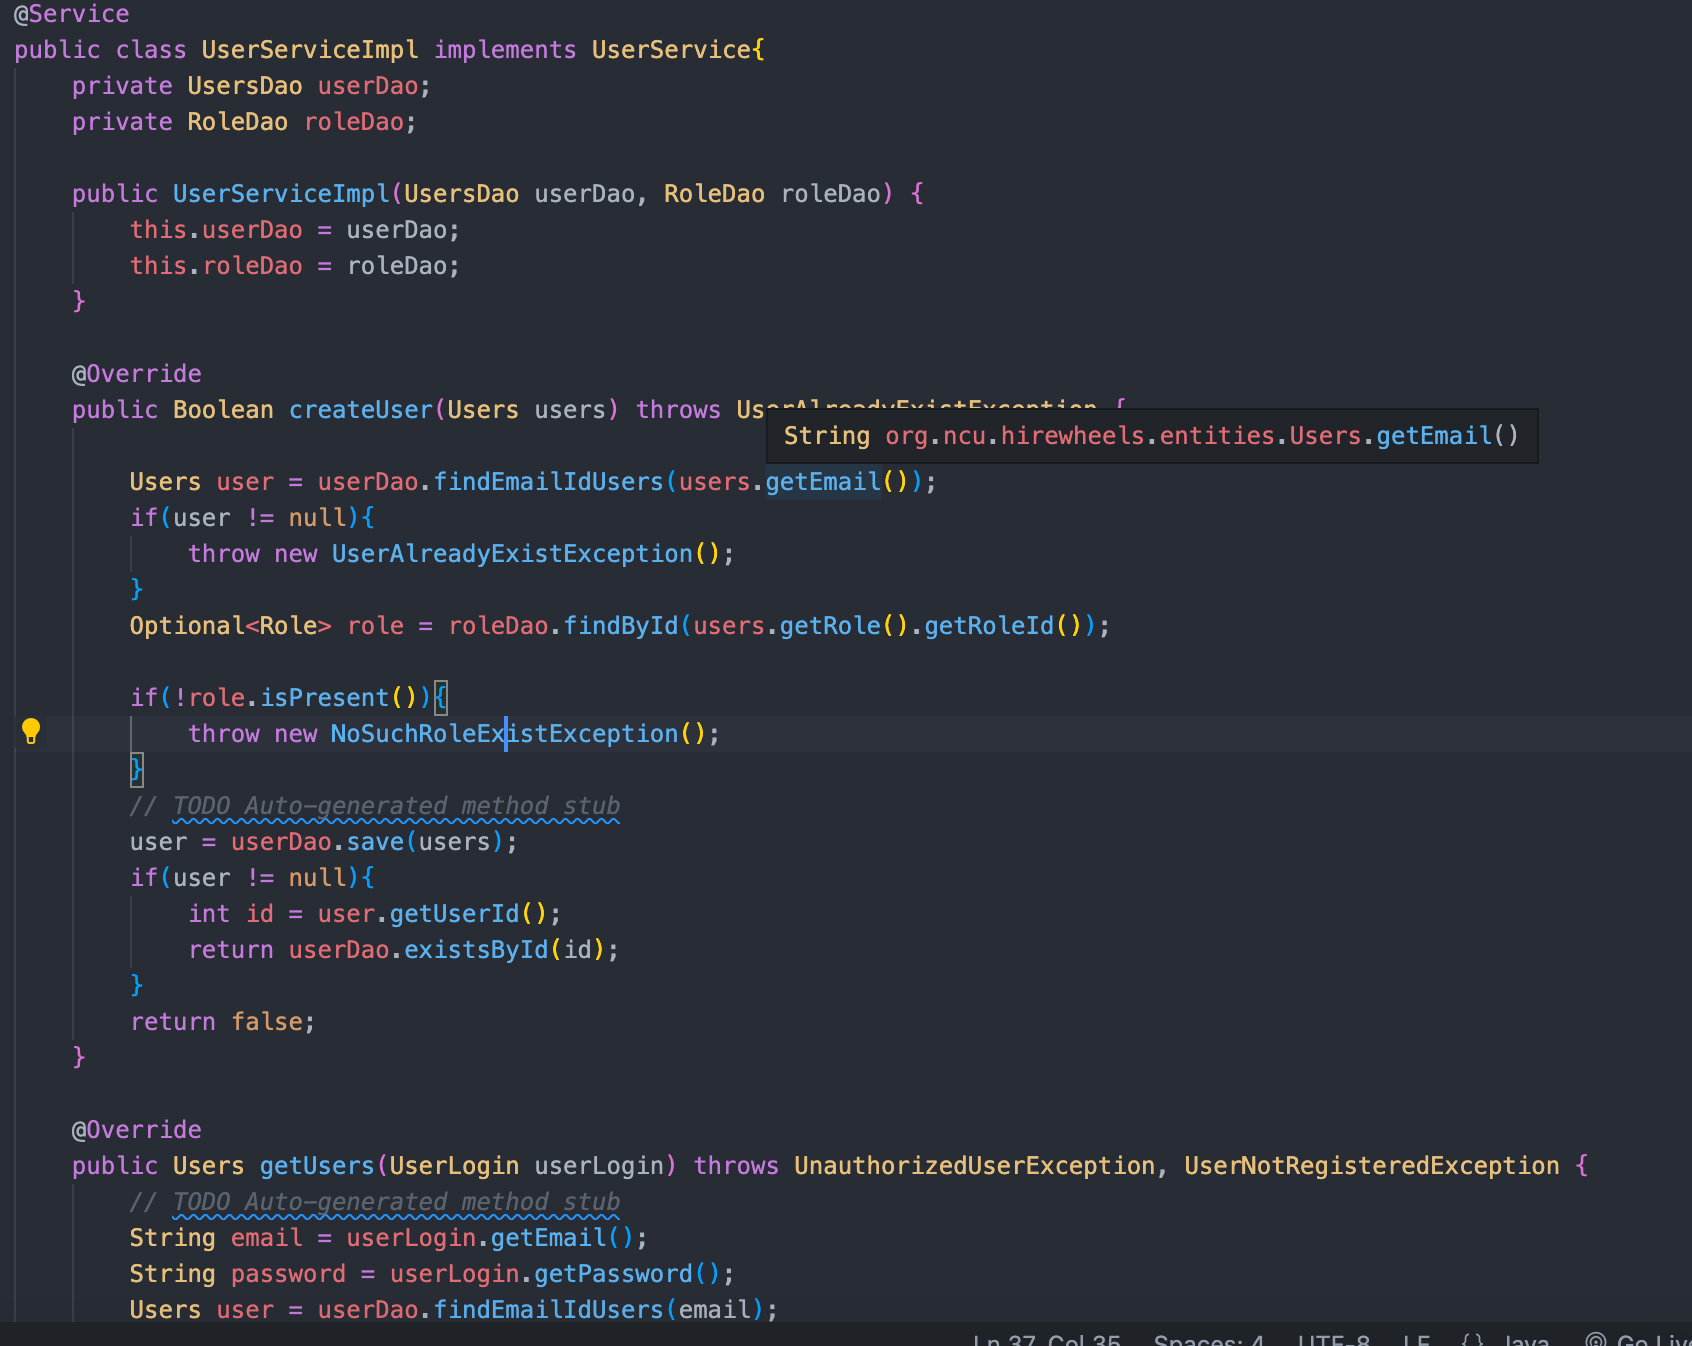 @Service
public class UserServiceImpl implements UserService{
    private UsersDao userDao;
    private RoleDao roleDao;

    public UserServiceImpl(UsersDao userDao, RoleDao roleDao) {
        this.userDao = userDao;
        this.roleDao = roleDao;
    }

    @Override
    public Boolean createUser(Users users) throws UserAlreadyExistException {
String org.ncu.hirewheels.entities.Users.getEmail()
        Users user = userDao.findEmailIdUsers(users.getEmail());
        if(user != null){
            throw new UserAlreadyExistException();
        }
        Optional<Role> role = roleDao.findById(users.getRole().getRoleId());

        if(!role.isPresent()){
            throw new NoSuchRoleExistException();
        }
        // TODO Auto-generated method stub
        user = userDao.save(users);
        if(user != null){
            int id = user.getUserId();
            return userDao.existsById(id);
        }
        return false;
    }

    @Override
    public Users getUsers(UserLogin userLogin) throws UnauthorizedUserException, UserNotRegisteredException {
        // TODO Auto-generated method stub
        String email = userLogin.getEmail();
        String password = userLogin.getPassword();
        Users user = userDao.findEmailIdUsers(email);
Ln 37, Col 35 Spaces: 4 UTF-8 LF {} Java Go Live